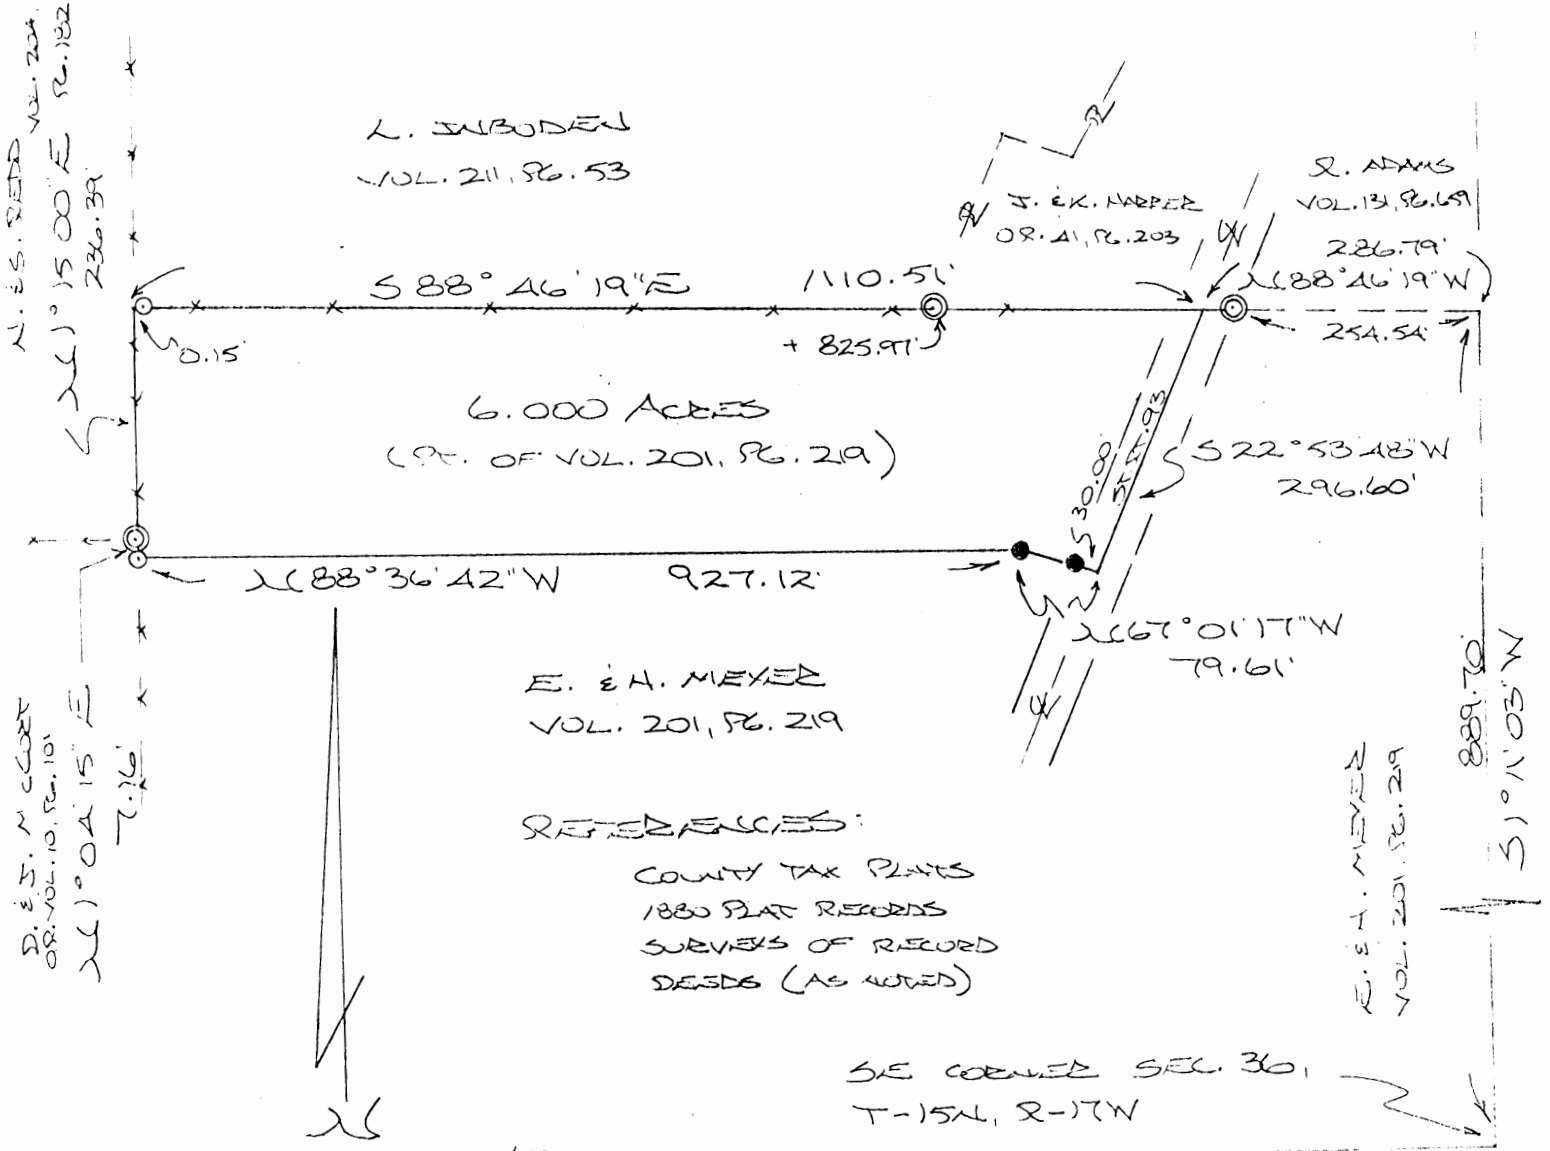 N. & S. REDD VOL. 204,
PG. 182
N 1° 15' 00" E
236.39'
L. INBODEN
VOL. 211, PG. 53
R
R
J. & K. HARPER
OR. 41, PG. 203
R. ADAMS
VOL. 131, PG. 659
286.79'
N 88° 46' 19" W
S 88° 46' 19" E 1110.51'
0.15'
+ 825.97'
254.54'
6.000 ACRES
(PT. OF VOL. 201, PG. 219)
S 22° 53' 48" W
296.60'
30.00
N 88° 36' 42" W 927.12'
N 67° 01' 17" W
79.61'
E. & H. MEYER
VOL. 201, PG. 219
889.70'
S 1° 11' 03" W
D. & J. McCURT
OR. VOL. 10, PG. 101
N 1° 04' 15" E
7.16'
REFERENCES:
COUNTY TAX PLATS
1880 PLAT RECORDS
SURVEYS OF RECORD
DEEDS (AS NOTED)
E. & H. MEYER
VOL. 201, PG. 219
SE CORNER SEC. 36,
T-15N, R-17W
N